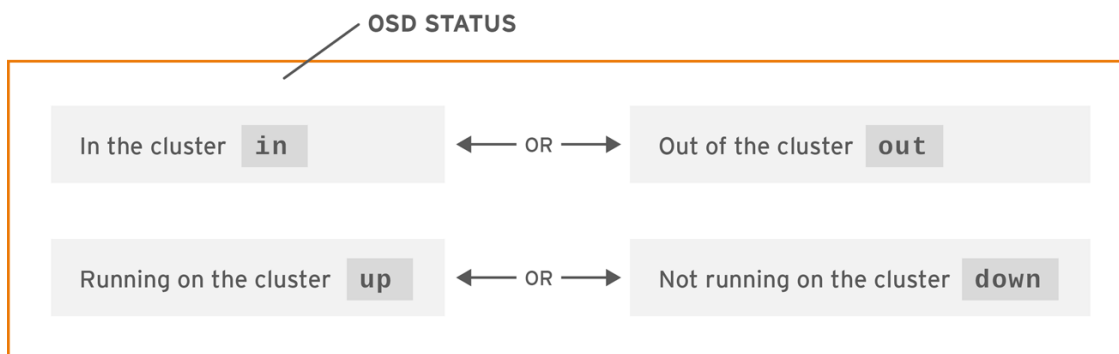 OSD STATUS
In the cluster in OR Out of the cluster out
Running on the cluster up OR Not running on the cluster down